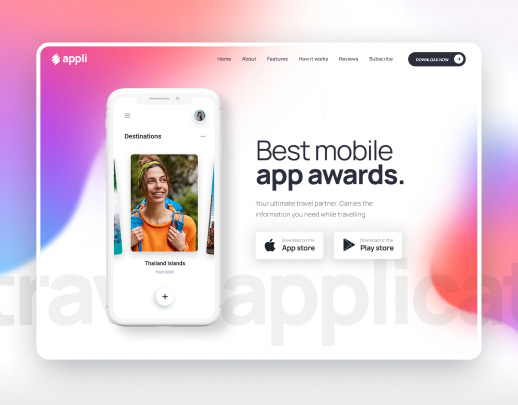 appli
Home
About
Features
How it works
Reviews
Subscribe
DOWNLOAD NOW
Destinations
Best mobile
app awards.
Your ultimate travel partner. Carries the
information you need while travelling.
Download on the
App store
Download on the
Play store
Thailand islands
+
travel applicat